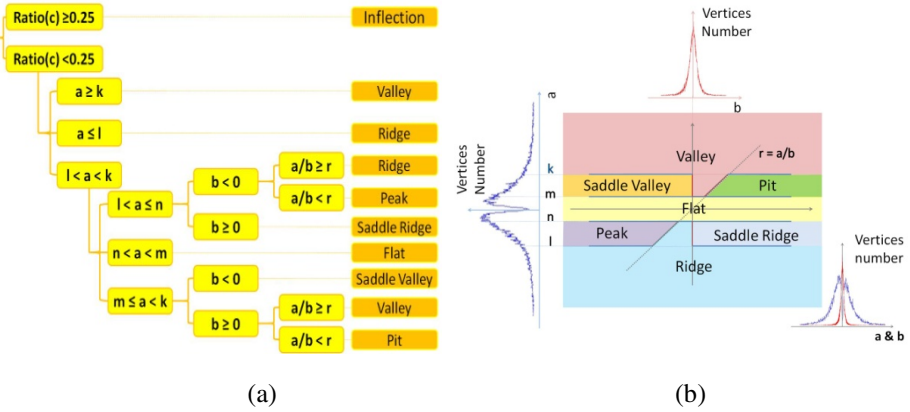 Ratio(c) ≥0.25
Inflection
Ratio(c) <0.25
a ≥ k
Valley
a ≤ l
Ridge
l < a < k
l < a ≤ n
b < 0
a/b ≥ r
Ridge
a/b < r
Peak
b ≥ 0
Saddle Ridge
n < a < m
Flat
m ≤ a < k
b < 0
Saddle Valley
b ≥ 0
a/b ≥ r
Valley
a/b < r
Pit
(a)
Vertices
Number
b
a
Vertices
Number
k
m
n
l
Valley
r = a/b
Saddle Valley
Pit
Flat
Peak
Saddle Ridge
Ridge
Vertices
number
a & b
(b)